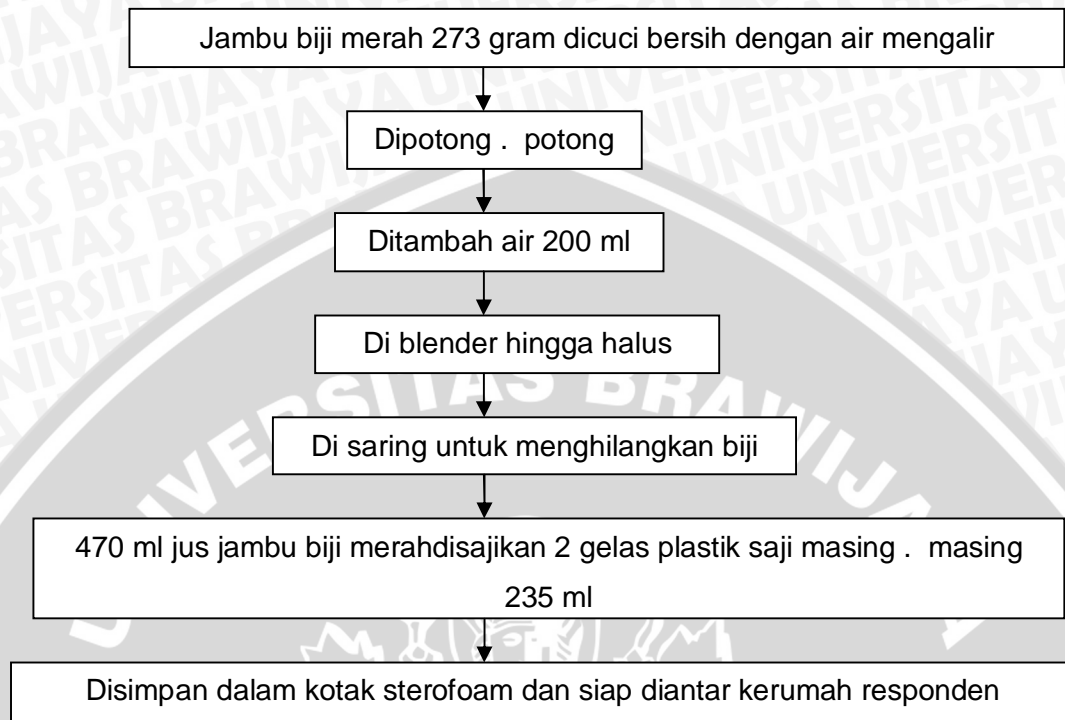 Jambu biji merah 273 gram dicuci bersih dengan air mengalir
Dipotong . potong
Ditambah air 200 ml
Di blender hingga halus
Di saring untuk menghilangkan biji
470 ml jus jambu biji merahdisajikan 2 gelas plastik saji masing . masing
235 ml
Disimpan dalam kotak sterofoam dan siap diantar kerumah responden
UNIVERSITAS BRAWIJAYA